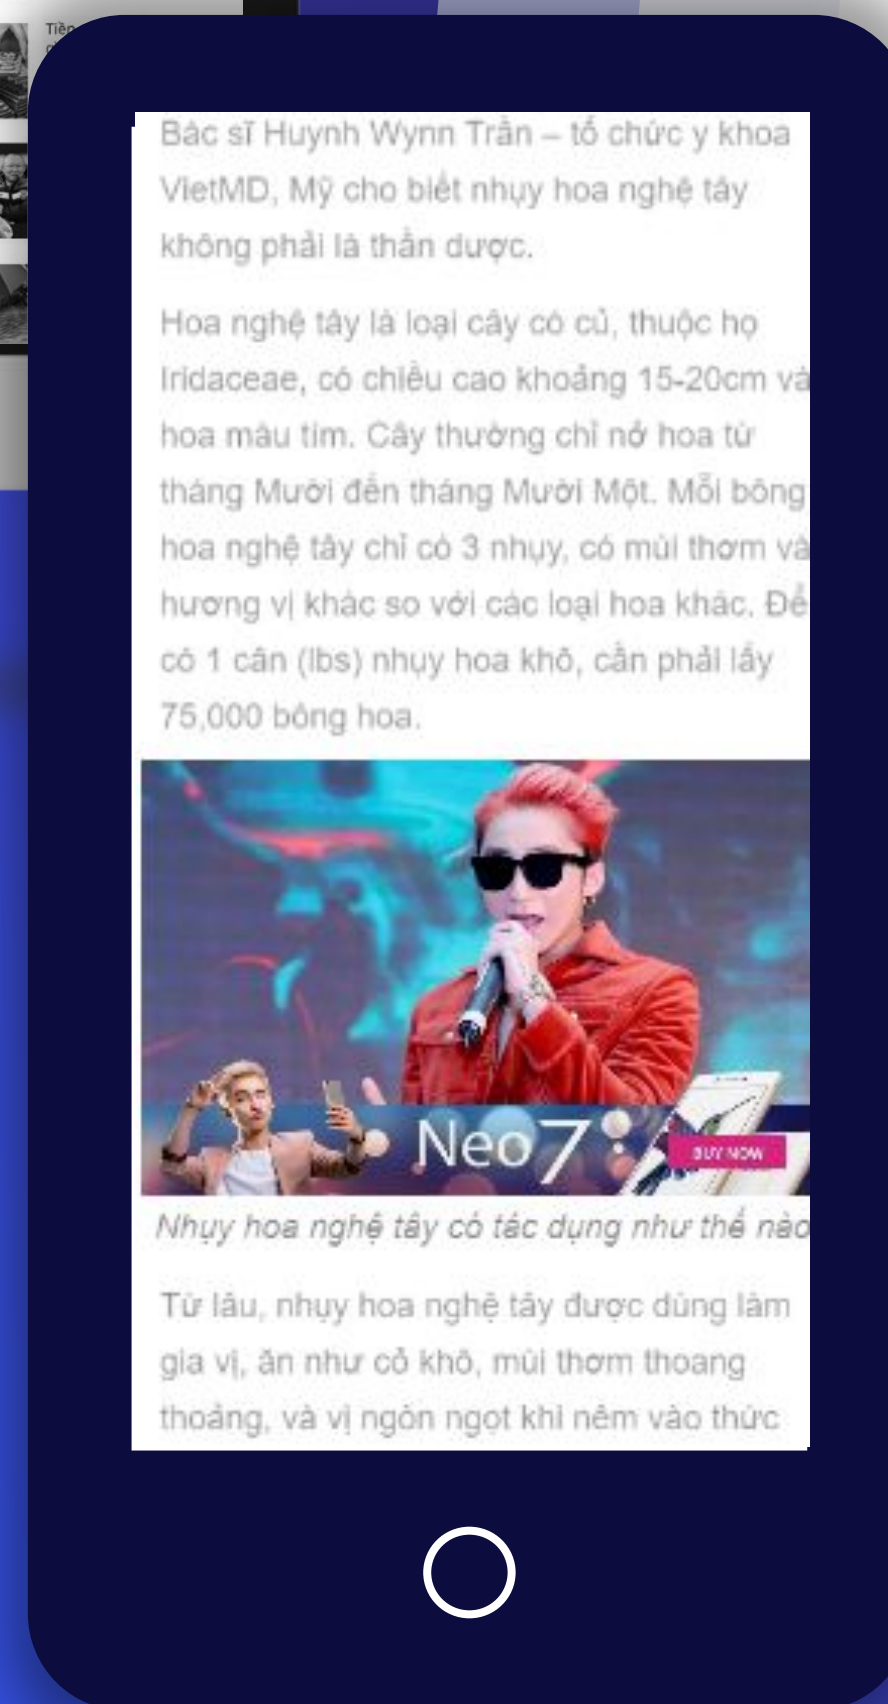 Tiền
Bác sĩ Huynh Wynn Trần – tổ chức y khoa
VietMD, Mỹ cho biết nhụy hoa nghệ tây
không phải là thần dược.
Hoa nghệ tây là loại cây có củ, thuộc họ
Iridaceae, có chiều cao khoảng 15-20cm và
hoa màu tím. Cây thường chỉ nở hoa từ
tháng Mười đến tháng Mười Một. Mỗi bông
hoa nghệ tây chỉ có 3 nhụy, có mùi thơm và
hương vị khác so với các loại hoa khác. Để
có 1 cân (lbs) nhụy hoa khô, cần phải lấy
75,000 bông hoa.
Neo7
BUY NOW
Nhụy hoa nghệ tây có tác dụng như thế nào
Từ lâu, nhụy hoa nghệ tây được dùng làm
gia vị, ăn như cỏ khô, mùi thơm thoang
thoảng, và vị ngòn ngọt khi nêm vào thức